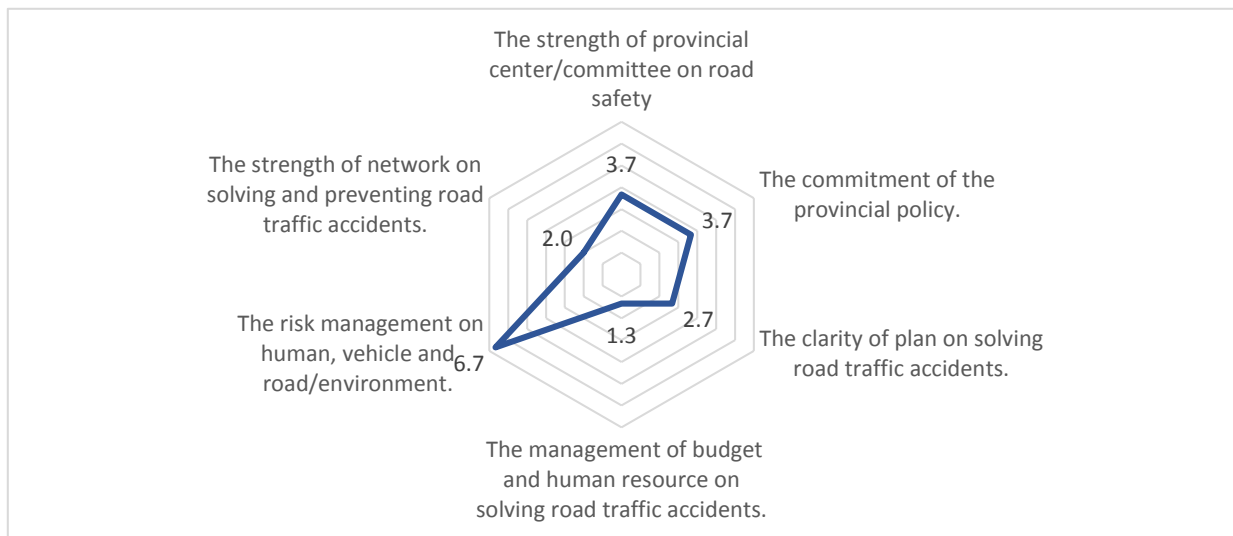 The strength of provincial
center/committee on road
safety
3.7
The commitment of the
provincial policy.
3.7
The clarity of plan on solving
road traffic accidents.
2.7
The management of budget
and human resource on
solving road traffic accidents.
1.3
The risk management on
human, vehicle and
road/environment.
6.7
The strength of network on
solving and preventing road
traffic accidents.
2.0